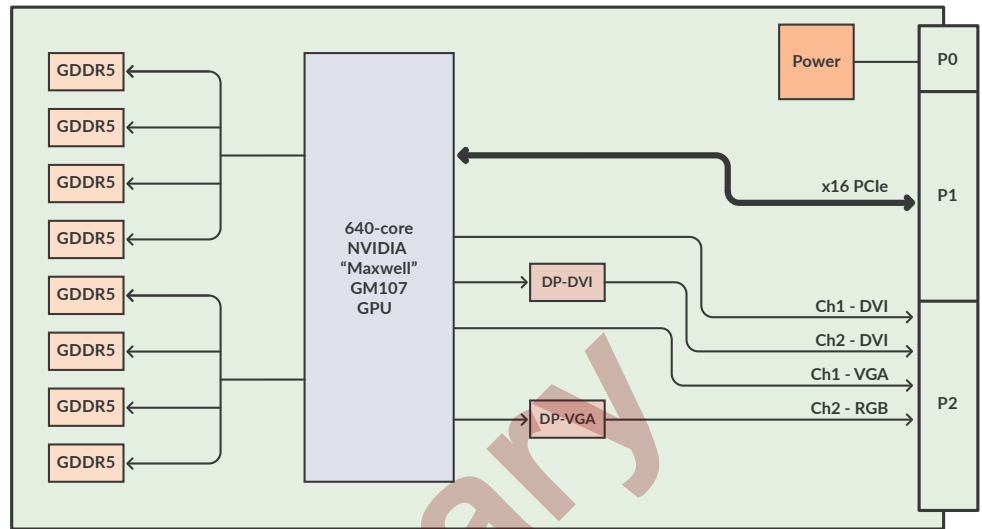 GDDR5
GDDR5
GDDR5
GDDR5
GDDR5
GDDR5
GDDR5
GDDR5
640-core
NVIDIA
“Maxwell”
GM107
GPU
Power
P0
x16 PCIe
P1
DP-DVI
Ch1 - DVI
Ch2 - DVI
Ch1 - VGA
DP-VGA
Ch2 - RGB
P2
ary